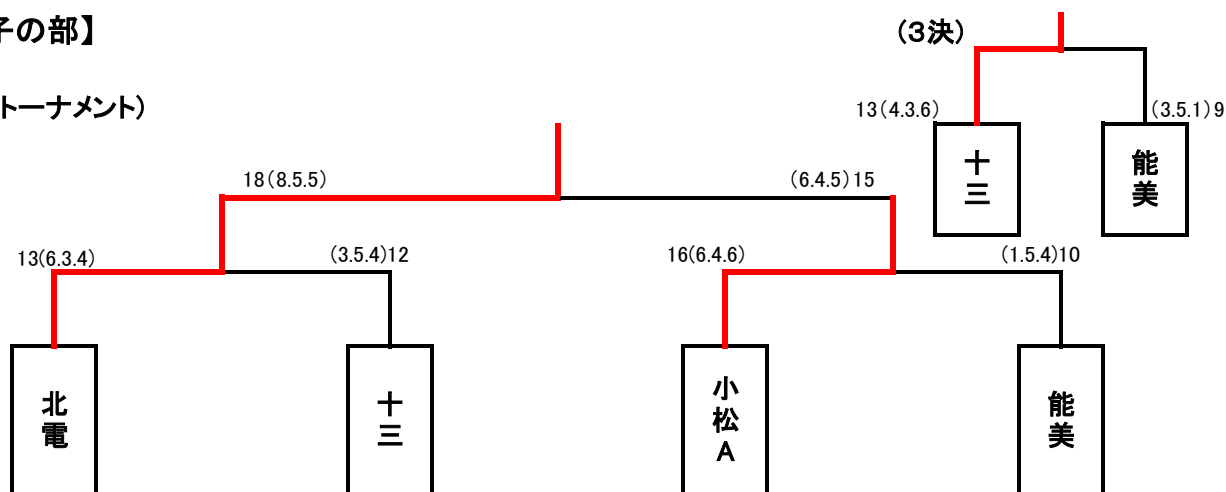 子の部】
(3決)
トーナメント)
13(4.3.6)
(3.5.1)9
十三
能美
18(8.5.5)
(6.4.5)15
13(6.3.4)
(3.5.4)12
16(6.4.6)
(1.5.4)10
北電
十三
小松A
能美